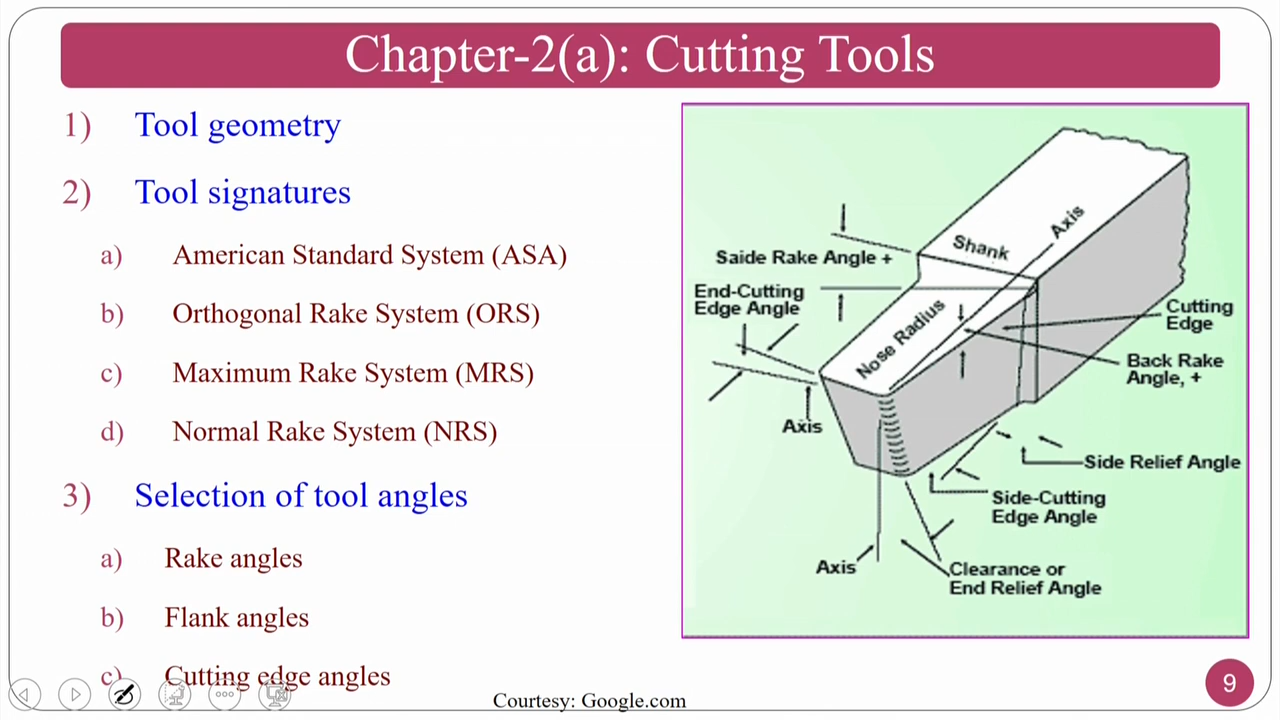 Chapter-2(a): Cutting Tools
1) Tool geometry
2) Tool signatures
a) American Standard System (ASA)
b) Orthogonal Rake System (ORS)
c) Maximum Rake System (MRS)
d) Normal Rake System (NRS)
3) Selection of tool angles
a) Rake angles
b) Flank angles
c) Cutting edge angles
Shank
Axis
Saide Rake Angle +
End-Cutting
Edge Angle
Nose Radius
Cutting
Edge
Back Rake
Angle, +
Axis
Side Relief Angle
Side-Cutting
Edge Angle
Axis
Clearance or
End Relief Angle
Courtesy: Google.com
9